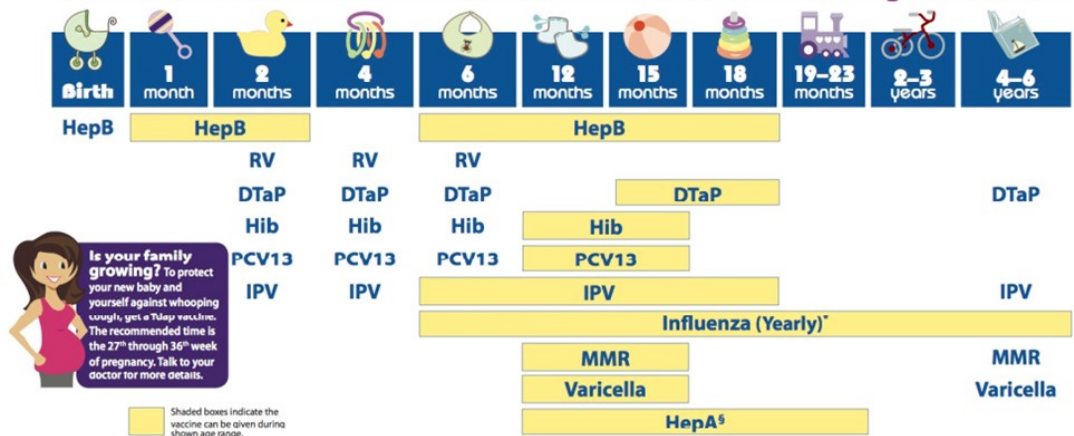 Birth
1 month
2 months
4 months
6 months
12 months
15 months
18 months
19–23 months
2–3 years
4–6 years
HepB HepB HepB
RV RV RV
DTaP DTaP DTaP DTaP DTaP
Hib Hib Hib Hib
PCV13 PCV13 PCV13 PCV13
IPV IPV IPV IPV
Influenza (Yearly)*
MMR MMR
Varicella Varicella
HepA§
Is your family
growing? To protect
your new baby and
yourself against whooping
cough, get a Tdap vaccine.
The recommended time is
the 27th through 36th week
of pregnancy. Talk to your
doctor for more details.
Shaded boxes indicate the
vaccine can be given during
shown age range.